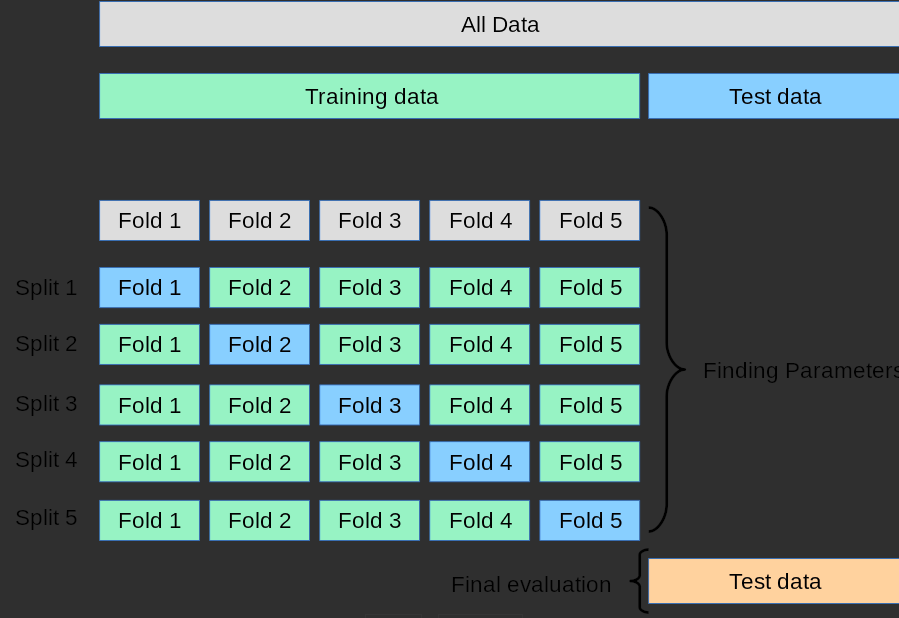 All Data
Training data Test data
Fold 1 Fold 2 Fold 3 Fold 4 Fold 5
Split 1 Fold 1 Fold 2 Fold 3 Fold 4 Fold 5
Split 2 Fold 1 Fold 2 Fold 3 Fold 4 Fold 5
Split 3 Fold 1 Fold 2 Fold 3 Fold 4 Fold 5
Split 4 Fold 1 Fold 2 Fold 3 Fold 4 Fold 5
Split 5 Fold 1 Fold 2 Fold 3 Fold 4 Fold 5
Finding Parameters
Final evaluation Test data